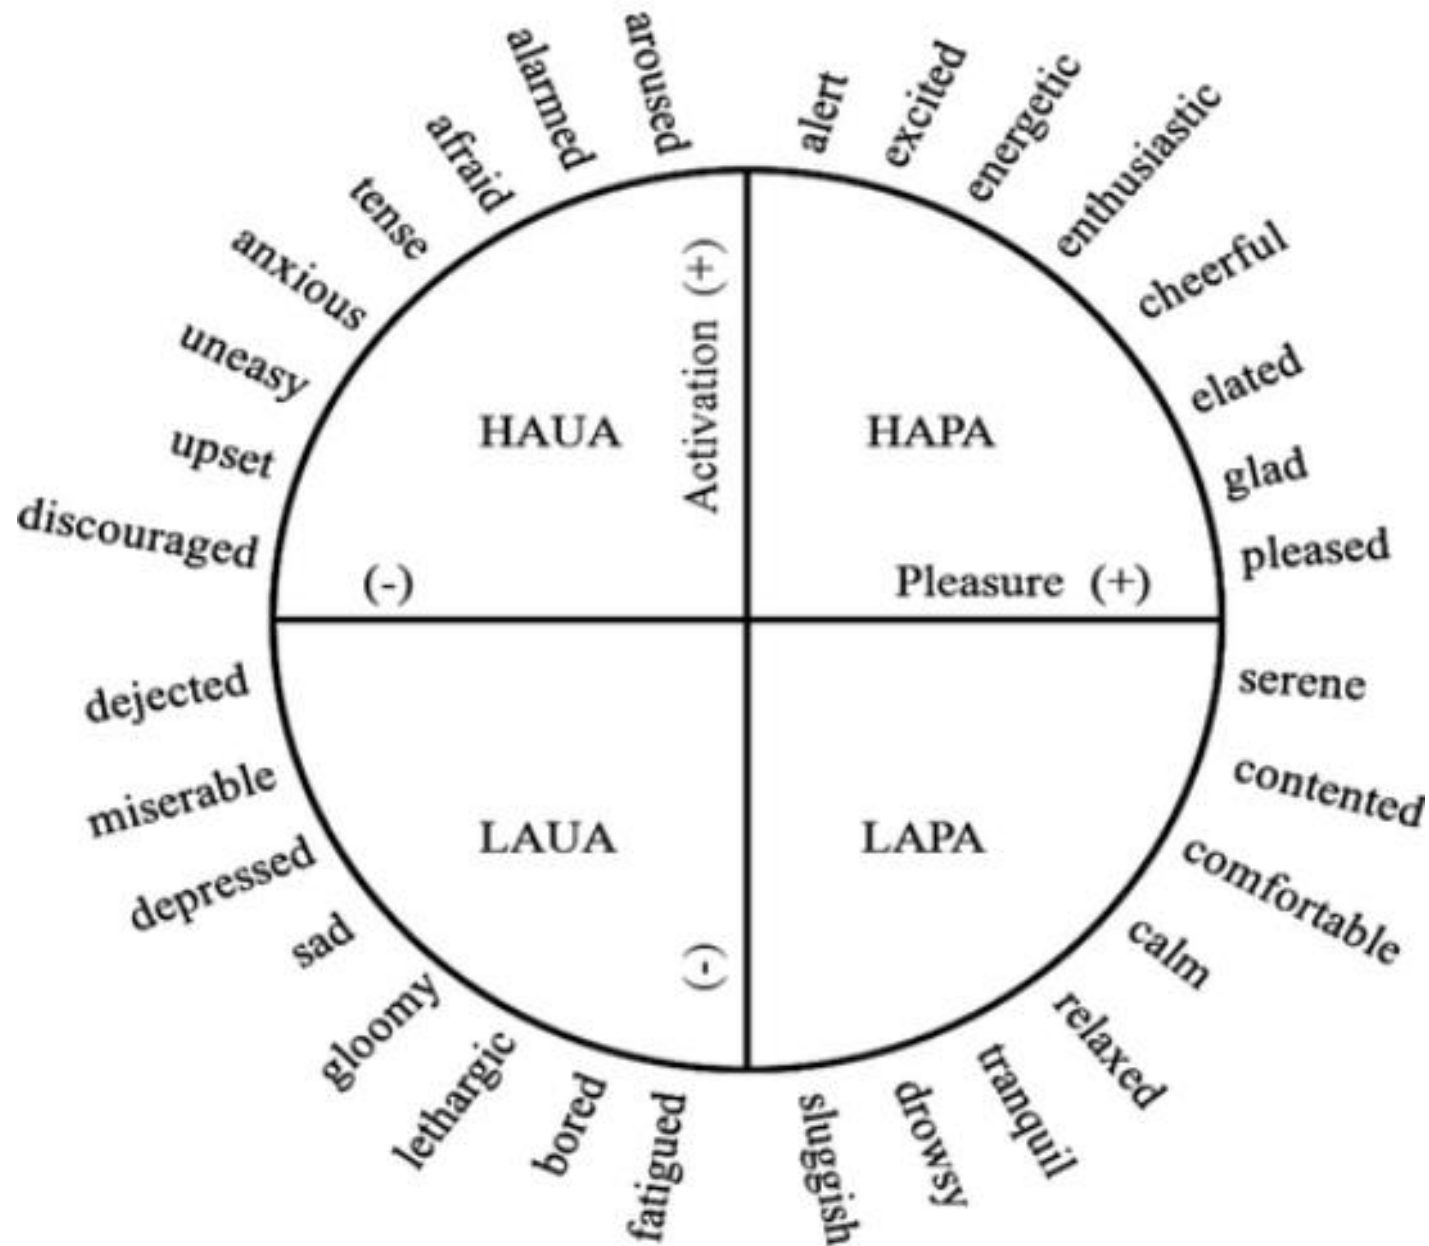 aroused
alarmed
afraid
tense
anxious
uneasy
upset
discouraged
alert
excited
energetic
enthusiastic
cheerful
elated
glad
pleased
HAUA
Activation (+)
HAPA
(-)
Pleasure (+)
LAUA
(-)
LAPA
dejected
miserable
depressed
sad
gloomy
lethargic
bored
fatigued
serene
contented
comfortable
calm
relaxed
tranquil
drowsy
sluggish